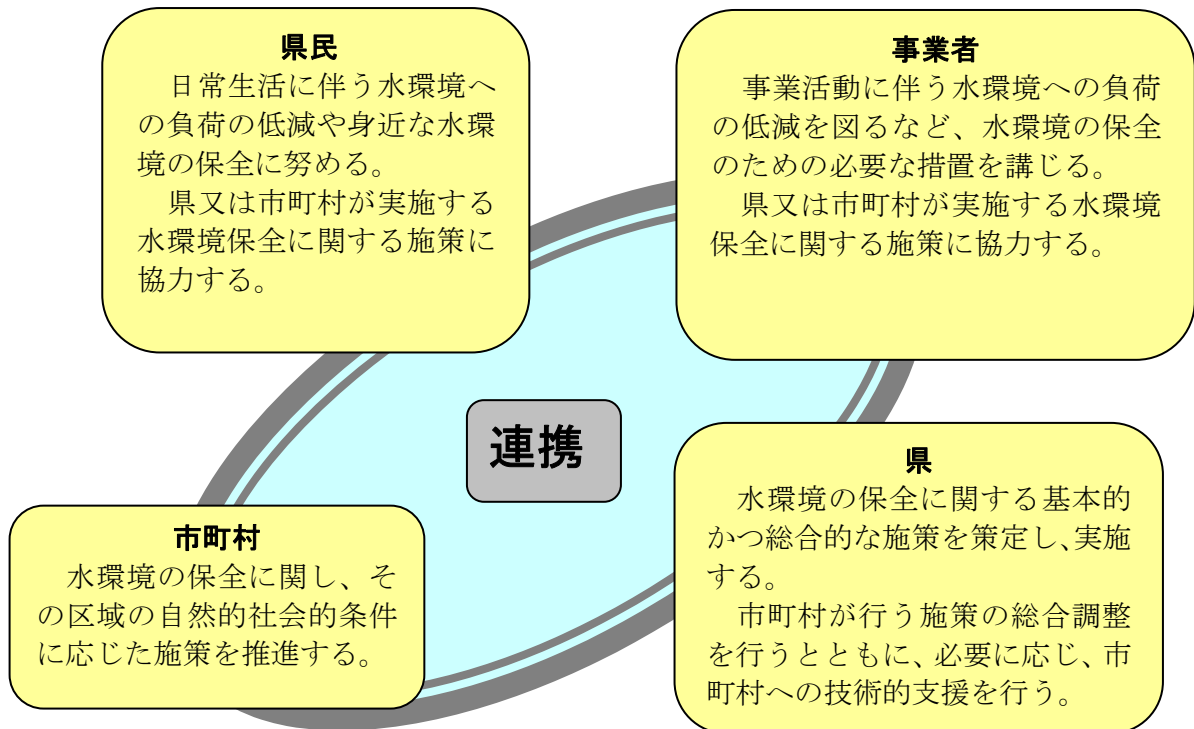 県民
日常生活に伴う水環境へ
の負荷の低減や身近な水環
境の保全に努める。
県又は市町村が実施する
水環境保全に関する施策に
協力する。
事業者
事業活動に伴う水環境への負荷
の低減を図るなど、水環境の保全
のための必要な措置を講じる。
県又は市町村が実施する水環境
保全に関する施策に協力する。
連携
市町村
水環境の保全に関し、そ
の区域の自然的社会的条件
に応じた施策を推進する。
県
水環境の保全に関する基本的
かつ総合的な施策を策定し、実施
する。
市町村が行う施策の総合調整
を行うとともに、必要に応じ、市
町村への技術的支援を行う。